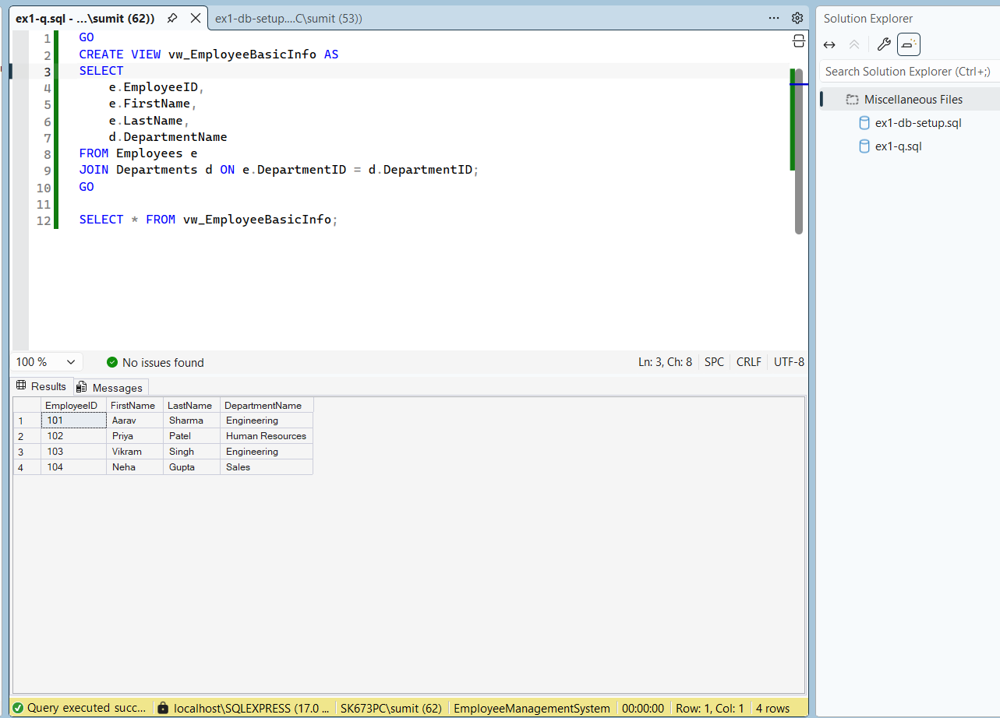 ex1-q.sql - ...\sumit (62))
ex1-db-setup....C\sumit (53))
1 GO
2 CREATE VIEW vw_EmployeeBasicInfo AS
3 SELECT
4 e.EmployeeID,
5 e.FirstName,
6 e.LastName,
7 d.DepartmentName
8 FROM Employees e
9 JOIN Departments d ON e.DepartmentID = d.DepartmentID;
10 GO
11
12 SELECT * FROM vw_EmployeeBasicInfo;
100 % No issues found Ln: 3, Ch: 8 SPC CRLF UTF-8
Results Messages
EmployeeID FirstName LastName DepartmentName
1 101 Aarav Sharma Engineering
2 102 Priya Patel Human Resources
3 103 Vikram Singh Engineering
4 104 Neha Gupta Sales
Query executed succ... localhost\SQLEXPRESS (17.0 ... SK673PC\sumit (62) EmployeeManagementSystem 00:00:00 Row: 1, Col: 1 4 rows
Solution Explorer
Search Solution Explorer (Ctrl+;)
Miscellaneous Files
ex1-db-setup.sql
ex1-q.sql